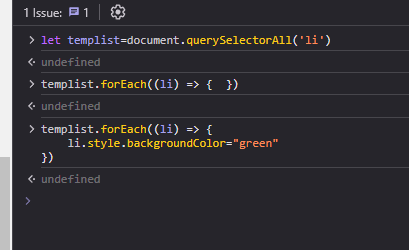 1 Issue: 1
let templist=document.querySelectorAll('li')
undefined
templist.forEach((li) => {  })
undefined
templist.forEach((li) => {
    li.style.backgroundColor="green"
})
undefined